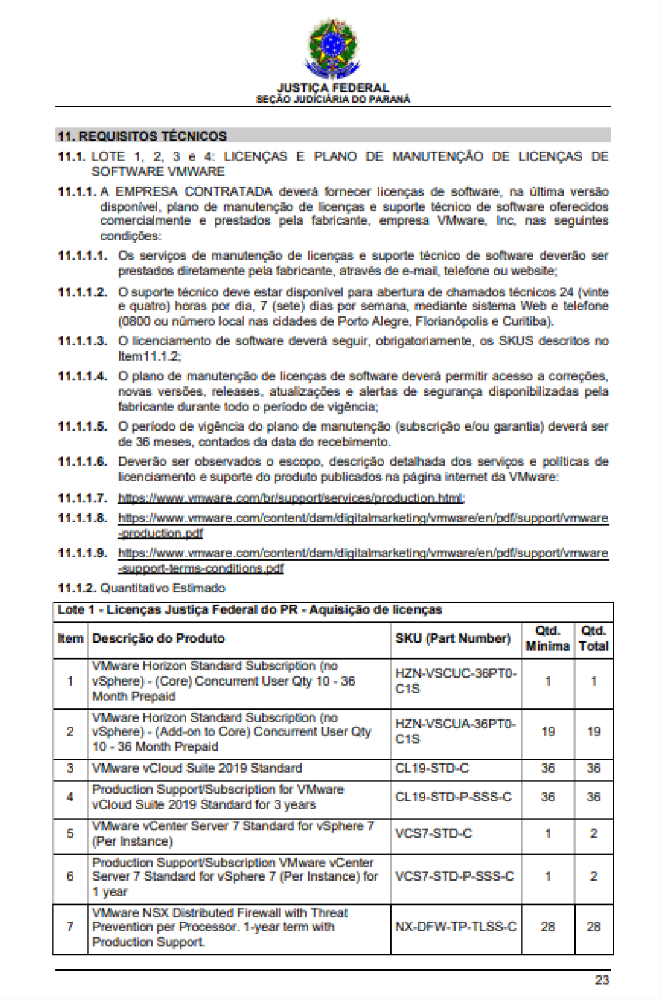 JUSTIÇA FEDERAL
SEÇÃO JUDICIÁRIA DO PARANÁ
11. REQUISITOS TÉCNICOS
11.1. LOTE 1, 2, 3 e 4: LICENÇAS E PLANO DE MANUTENÇÃO DE LICENÇAS DE
SOFTWARE VMWARE
11.1.1. A EMPRESA CONTRATADA deverá fornecer licenças de software, na última versão
disponível, plano de manutenção de licenças e suporte técnico de software oferecidos
comercialmente e prestados pela fabricante, empresa VMware, Inc, nas seguintes
condições:
11.1.1.1. Os serviços de manutenção de licenças e suporte técnico de software deverão ser
prestados diretamente pela fabricante, através de e-mail, telefone ou website;
11.1.1.2. O suporte técnico deve estar disponível para abertura de chamados técnicos 24 (vinte
e quatro) horas por dia, 7 (sete) dias por semana, mediante sistema Web e telefone
(0800 ou número local nas cidades de Porto Alegre, Florianópolis e Curitiba).
11.1.1.3. O licenciamento de software deverá seguir, obrigatoriamente, os SKUS descritos no
Item11.1.2;
11.1.1.4. O plano de manutenção de licenças de software deverá permitir acesso a correções,
novas versões, releases, atualizações e alertas de segurança disponibilizadas pela
fabricante durante todo o período de vigência;
11.1.1.5. O período de vigência do plano de manutenção (subscrição e/ou garantia) deverá ser
de 36 meses, contados da data do recebimento.
11.1.1.6. Deverão ser observados o escopo, descrição detalhada dos serviços e políticas de
licenciamento e suporte do produto publicados na página internet da VMware:
11.1.1.7. https://www.vmware.com/br/support/services/production.html;
11.1.1.8. https://www.vmware.com/content/dam/digitalmarketing/vmware/en/pdf/support/vmware
-production.pdf
11.1.1.9. https://www.vmware.com/content/dam/digitalmarketing/vmware/en/pdf/support/vmware
-support-terms-conditions.pdf
11.1.2. Quantitativo Estimado
Lote 1 - Licenças Justiça Federal do PR - Aquisição de licenças
Item Descrição do Produto SKU (Part Number) Qtd. Mínima Qtd. Total
1 VMware Horizon Standard Subscription (no
vSphere) - (Core) Concurrent User Qty 10 - 36
Month Prepaid
HZN-VSCUC-36PT0-
C1S
1 1
2 VMware Horizon Standard Subscription (no
vSphere) - (Add-on to Core) Concurrent User Qty
10 - 36 Month Prepaid
HZN-VSCUA-36PT0-
C1S
19 19
3 VMware vCloud Suite 2019 Standard CL19-STD-C 36 36
4 Production Support/Subscription for VMware
vCloud Suite 2019 Standard for 3 years
CL19-STD-P-SSS-C 36 36
5 VMware vCenter Server 7 Standard for vSphere 7
(Per Instance)
VCS7-STD-C 1 2
6 Production Support/Subscription VMware vCenter
Server 7 Standard for vSphere 7 (Per Instance) for
1 year
VCS7-STD-P-SSS-C 1 2
7 VMware NSX Distributed Firewall with Threat
Prevention per Processor. 1-year term with
Production Support.
NX-DFW-TP-TLSS-C 28 28
23